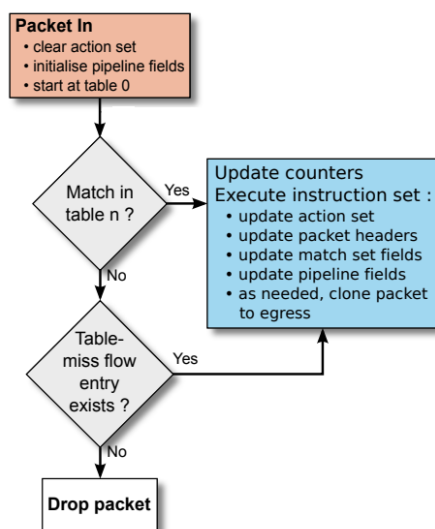 Packet In
• clear action set
• initialise pipeline fields
• start at table 0
Match in
table n ?
Yes
No
Update counters
Execute instruction set :
• update action set
• update packet headers
• update match set fields
• update pipeline fields
• as needed, clone packet
to egress
Table-
miss flow
entry
exists ?
Yes
No
Drop packet